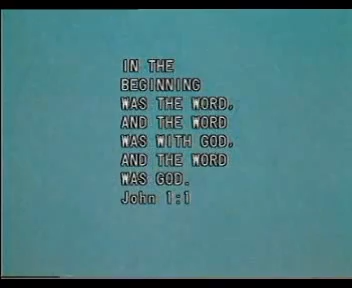 IN THE
BEGINNING
WAS THE WORD,
AND THE WORD
WAS WITH GOD,
AND THE WORD
WAS GOD.
John 1:1